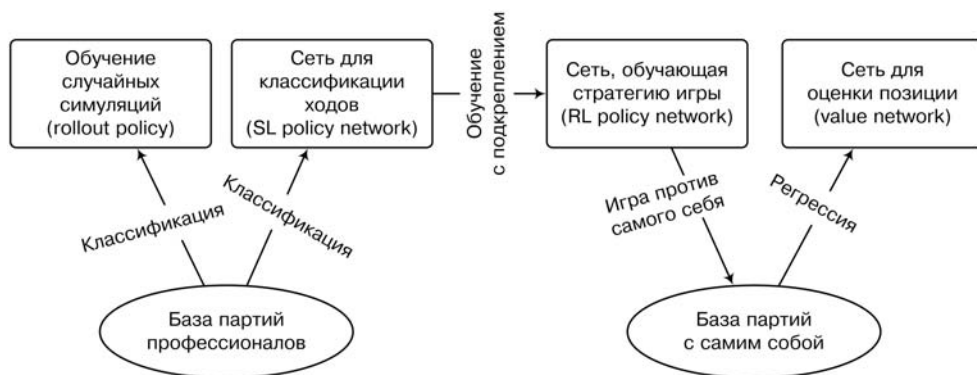 Обучение
случайных
симуляций
(rollout policy)
Сеть для
классификации
ходов
(SL policy network)
Обучение
с подкреплением
Сеть, обучающая
стратегию игры
(RL policy network)
Сеть для
оценки позиции
(value network)
Классификация
Классификация
Игра против
самого себя
Регрессия
База партий
профессионалов
База партий
с самим собой